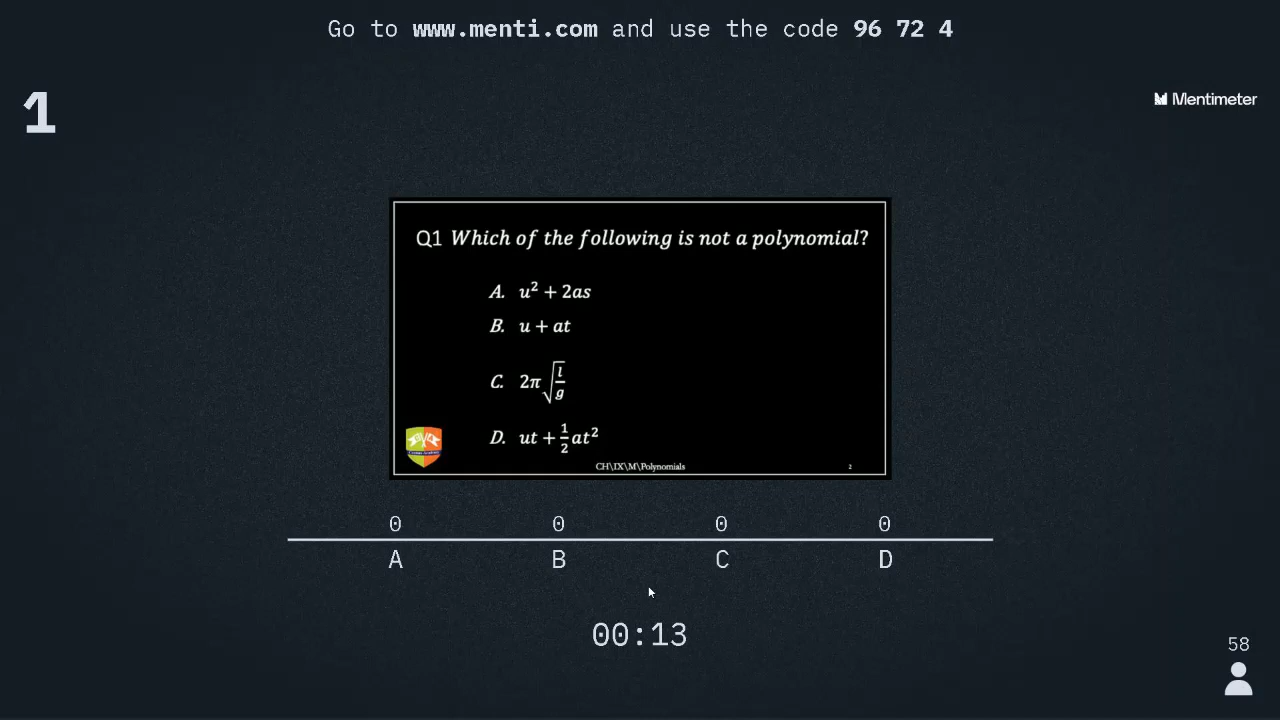 Go to www.menti.com and use the code 96 72 4
1
Mentimeter
Q1 Which of the following is not a polynomial?
A. u² + 2as
B. u + at
C. 2π√(l/g)
D. ut + 1/2 at²
CH\IX\M\Polynomials
2
0 0 0 0
A B C D
00:13
58